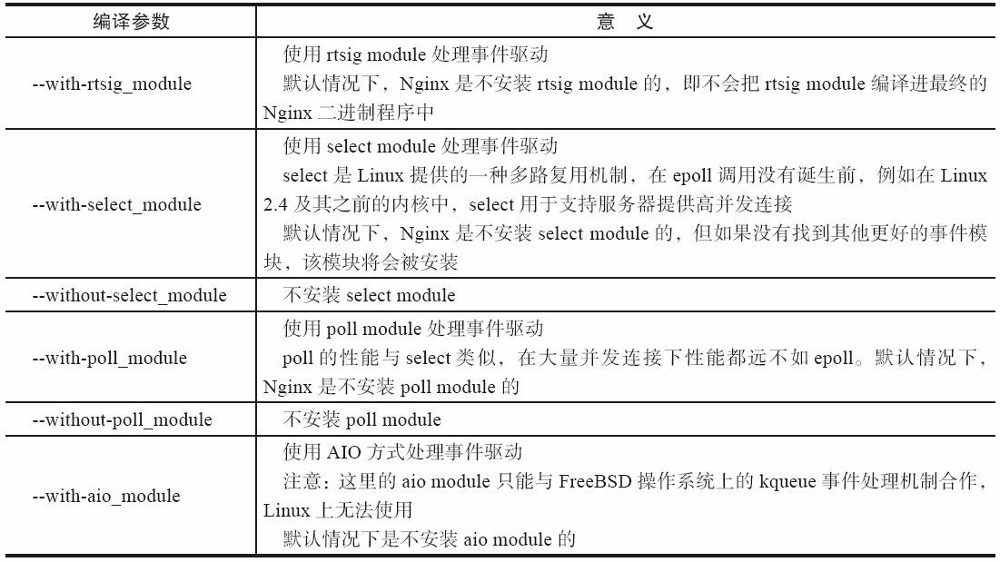 编译参数 意 义
--with-rtsig_module
使用 rtsig module 处理事件驱动
默认情况下，Nginx 是不安装 rtsig module 的，即不会把 rtsig module 编译进最终的
Nginx 二进制程序中
--with-select_module
使用 select module 处理事件驱动
select 是 Linux 提供的一种多路复用机制，在 epoll 调用没有诞生前，例如在 Linux
2.4 及其之前的内核中，select 用于支持服务器提供高并发连接
默认情况下，Nginx 是不安装 select module 的，但如果没有找到其他更好的事件模
块，该模块将会被安装
--without-select_module 不安装 select module
--with-poll_module
使用 poll module 处理事件驱动
poll 的性能与 select 类似，在大量并发连接下性能都远不如 epoll。默认情况下，
Nginx 是不安装 poll module 的
--without-poll_module 不安装 poll module
--with-aio_module
使用 AIO 方式处理事件驱动
注意：这里的 aio module 只能与 FreeBSD 操作系统上的 kqueue 事件处理机制合作，
Linux 上无法使用
默认情况下是不安装 aio module 的